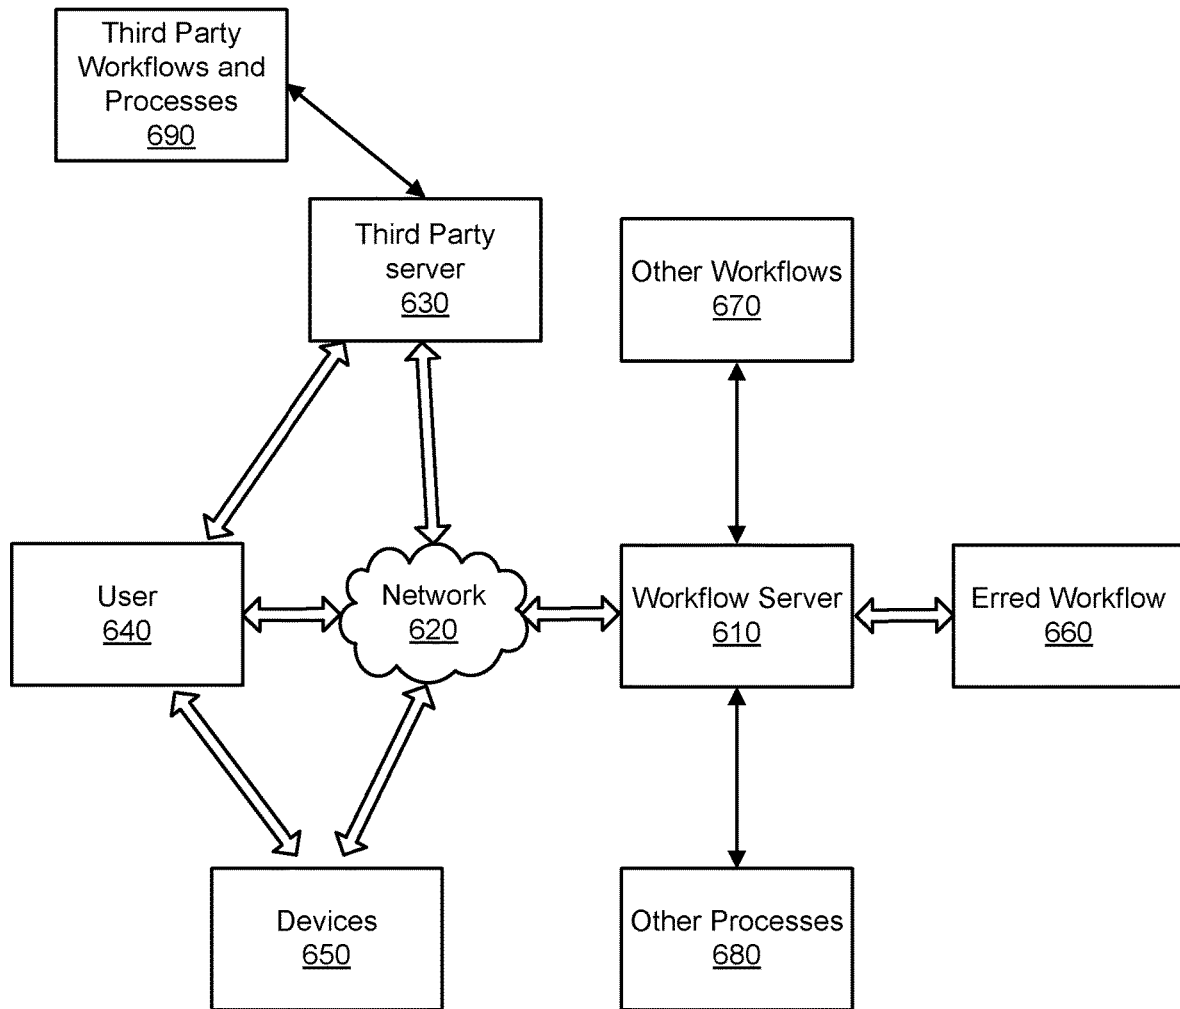 Third Party
Workflows and
Processes
690
Third Party
server
630
Other Workflows
670
User
640
Network
620
Workflow Server
610
Erred Workflow
660
Devices
650
Other Processes
680